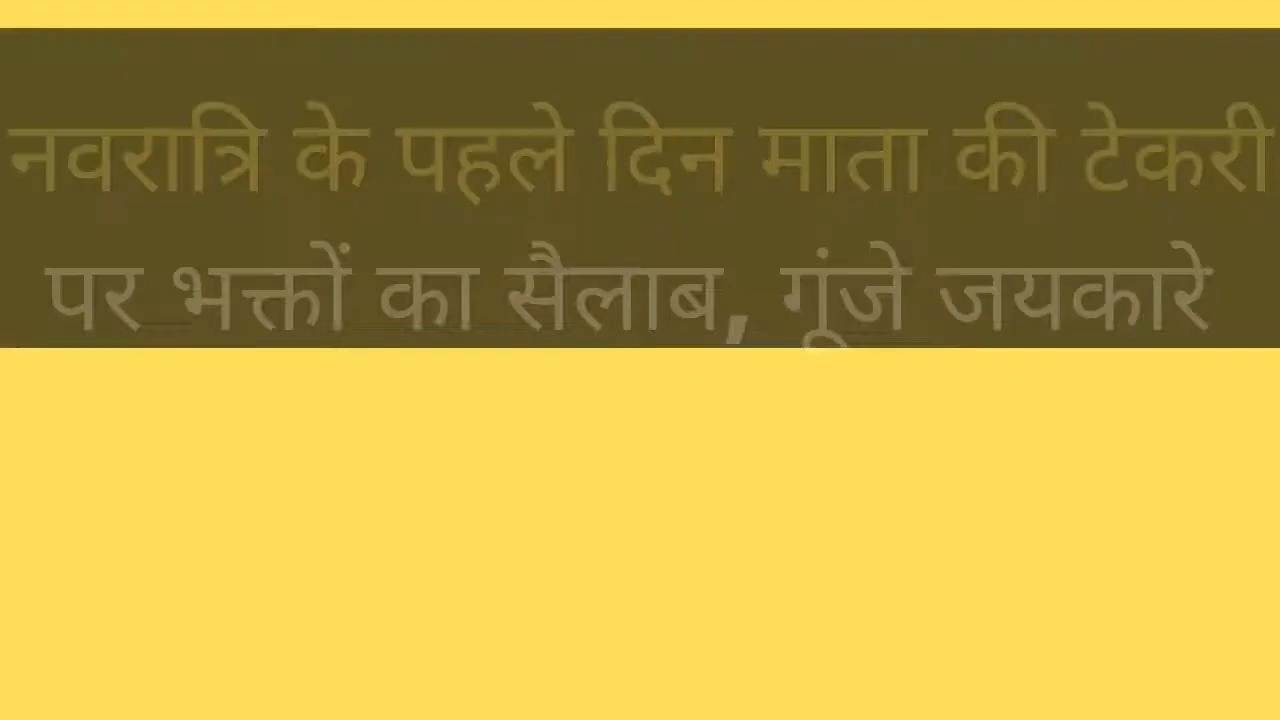 नवरात्रि के पहले दिन माता की टेकरी
पर भक्तों का सैलाब, गूंजे जयकारे